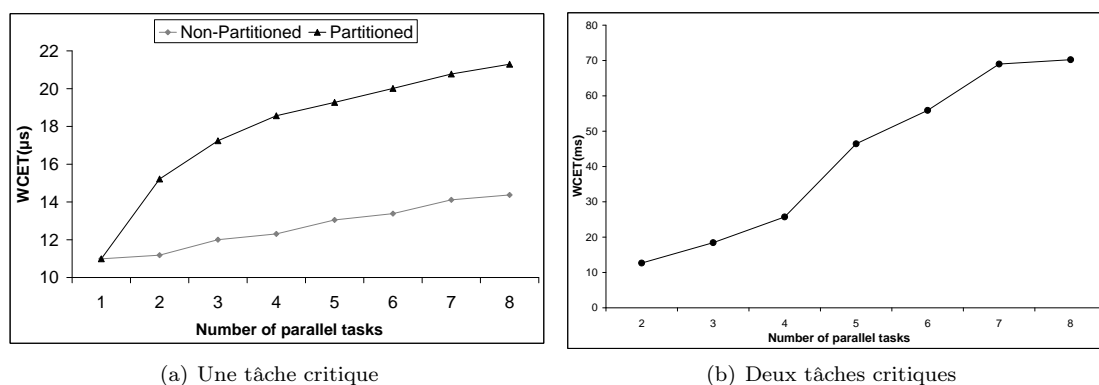 Non-Partitioned Partitioned
22
20
18
16
14
12
10
WCET(µs)
1 2 3 4 5 6 7 8
Number of parallel tasks
(a) Une tâche critique
80
70
60
50
40
30
20
10
0
WCET(ms)
2 3 4 5 6 7 8
Number of parallel tasks
(b) Deux tâches critiques